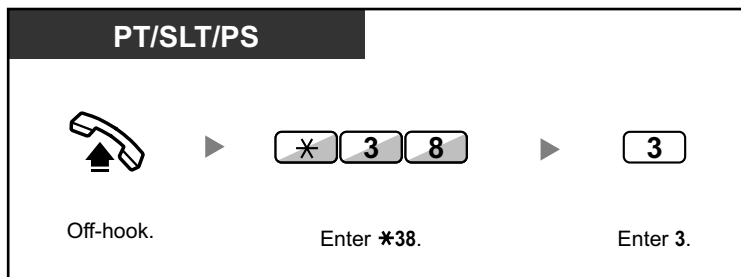 PT/SLT/PS
* 3 8
3
Off-hook.
Enter *38.
Enter 3.